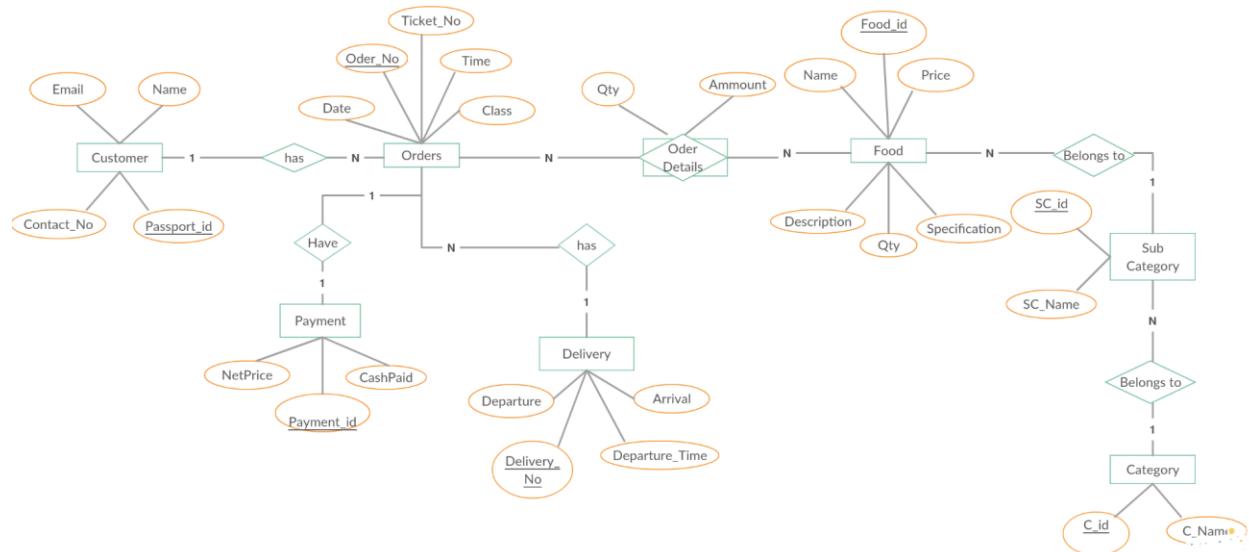 Ticket_No
Food_id
Oder_No
Time
Name
Price
Email
Name
Qty
Ammount
Date
Class
Customer
1
has
N
Orders
N
Oder
Details
N
Food
N
Belongs to
1
1
SC_id
Contact_No
Passport_id
Description
Specification
Qty
Have
N
has
Sub
Category
1
1
SC_Name
Payment
N
Delivery
NetPrice
CashPaid
Belongs to
Departure
Arrival
Payment_id
1
Departure_Time
Delivery_
No
Category
C_id
C_Name